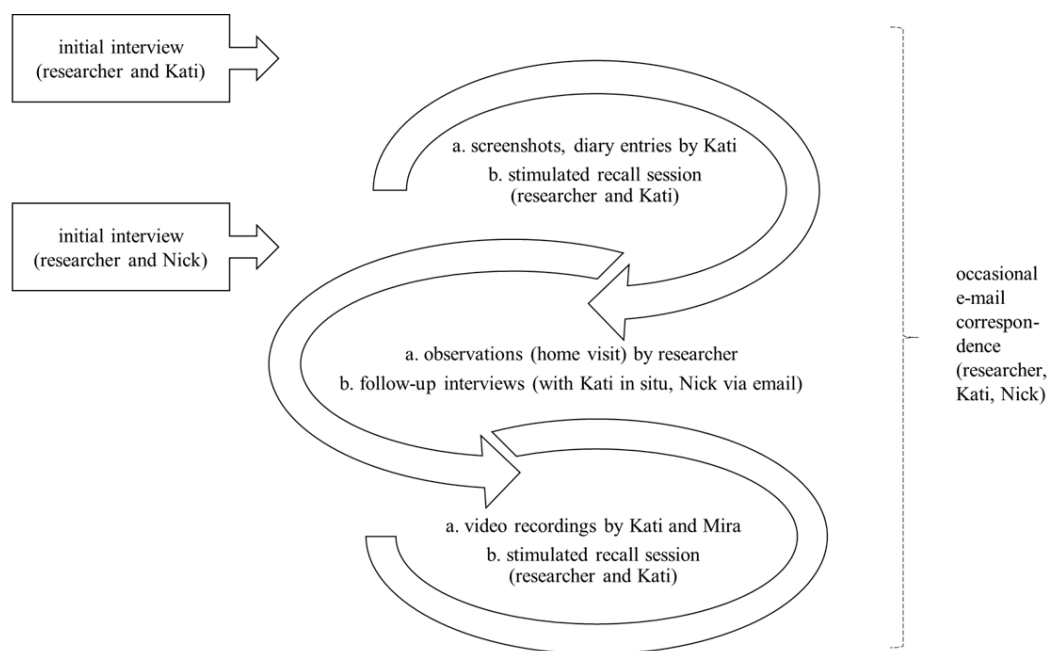 initial interview
(researcher and Kati)
a. screenshots, diary entries by Kati
b. stimulated recall session
(researcher and Kati)
initial interview
(researcher and Nick)
a. observations (home visit) by researcher
b. follow-up interviews (with Kati in situ, Nick via email)
a. video recordings by Kati and Mira
b. stimulated recall session
(researcher and Kati)
occasional
e-mail
correspon-
dence
(researcher,
Kati, Nick)